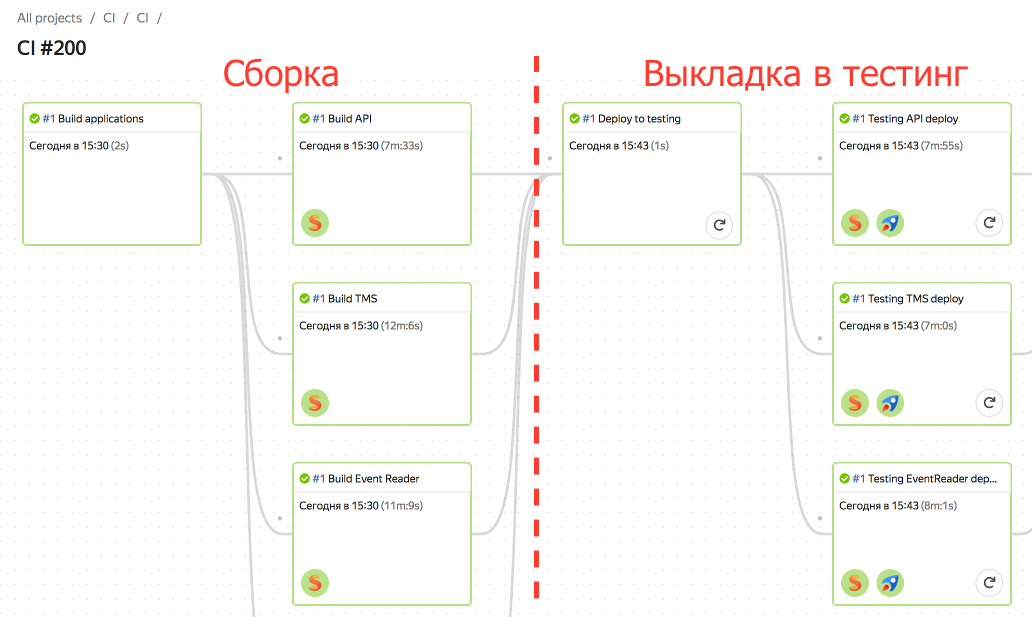 All projects / CI / CI /
CI #200
Сборка
Выкладка в тестинг
#1 Build applications
Сегодня в 15:30 (2s)
#1 Build API
Сегодня в 15:30 (7m:33s)
#1 Deploy to testing
Сегодня в 15:43 (1s)
#1 Testing API deploy
Сегодня в 15:43 (7m:55s)
#1 Build TMS
Сегодня в 15:30 (12m:6s)
#1 Testing TMS deploy
Сегодня в 15:43 (7m:0s)
#1 Build Event Reader
Сегодня в 15:30 (11m:9s)
#1 Testing EventReader dep...
Сегодня в 15:43 (8m:1s)